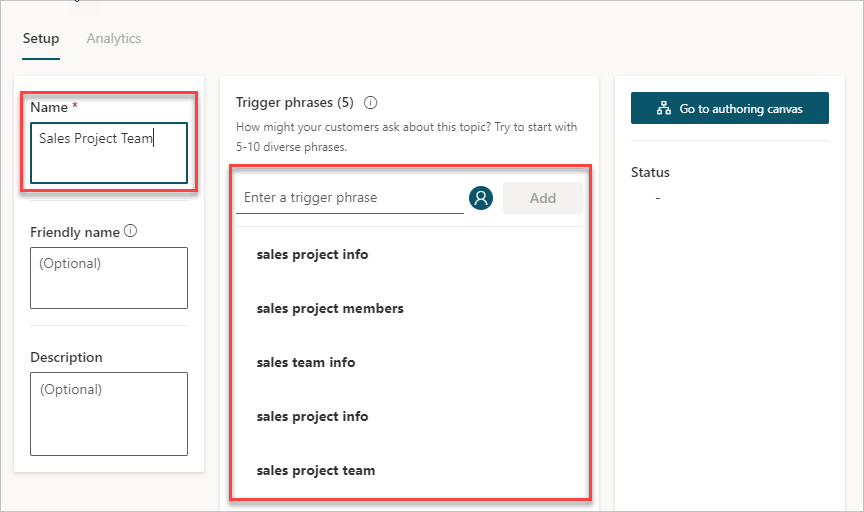 Setup
Analytics
Name *
Sales Project Team
Friendly name
(Optional)
Description
(Optional)
Trigger phrases (5)
How might your customers ask about this topic? Try to start with
5-10 diverse phrases.
Enter a trigger phrase
Add
sales project info
sales project members
sales team info
sales project info
sales project team
Go to authoring canvas
Status
-